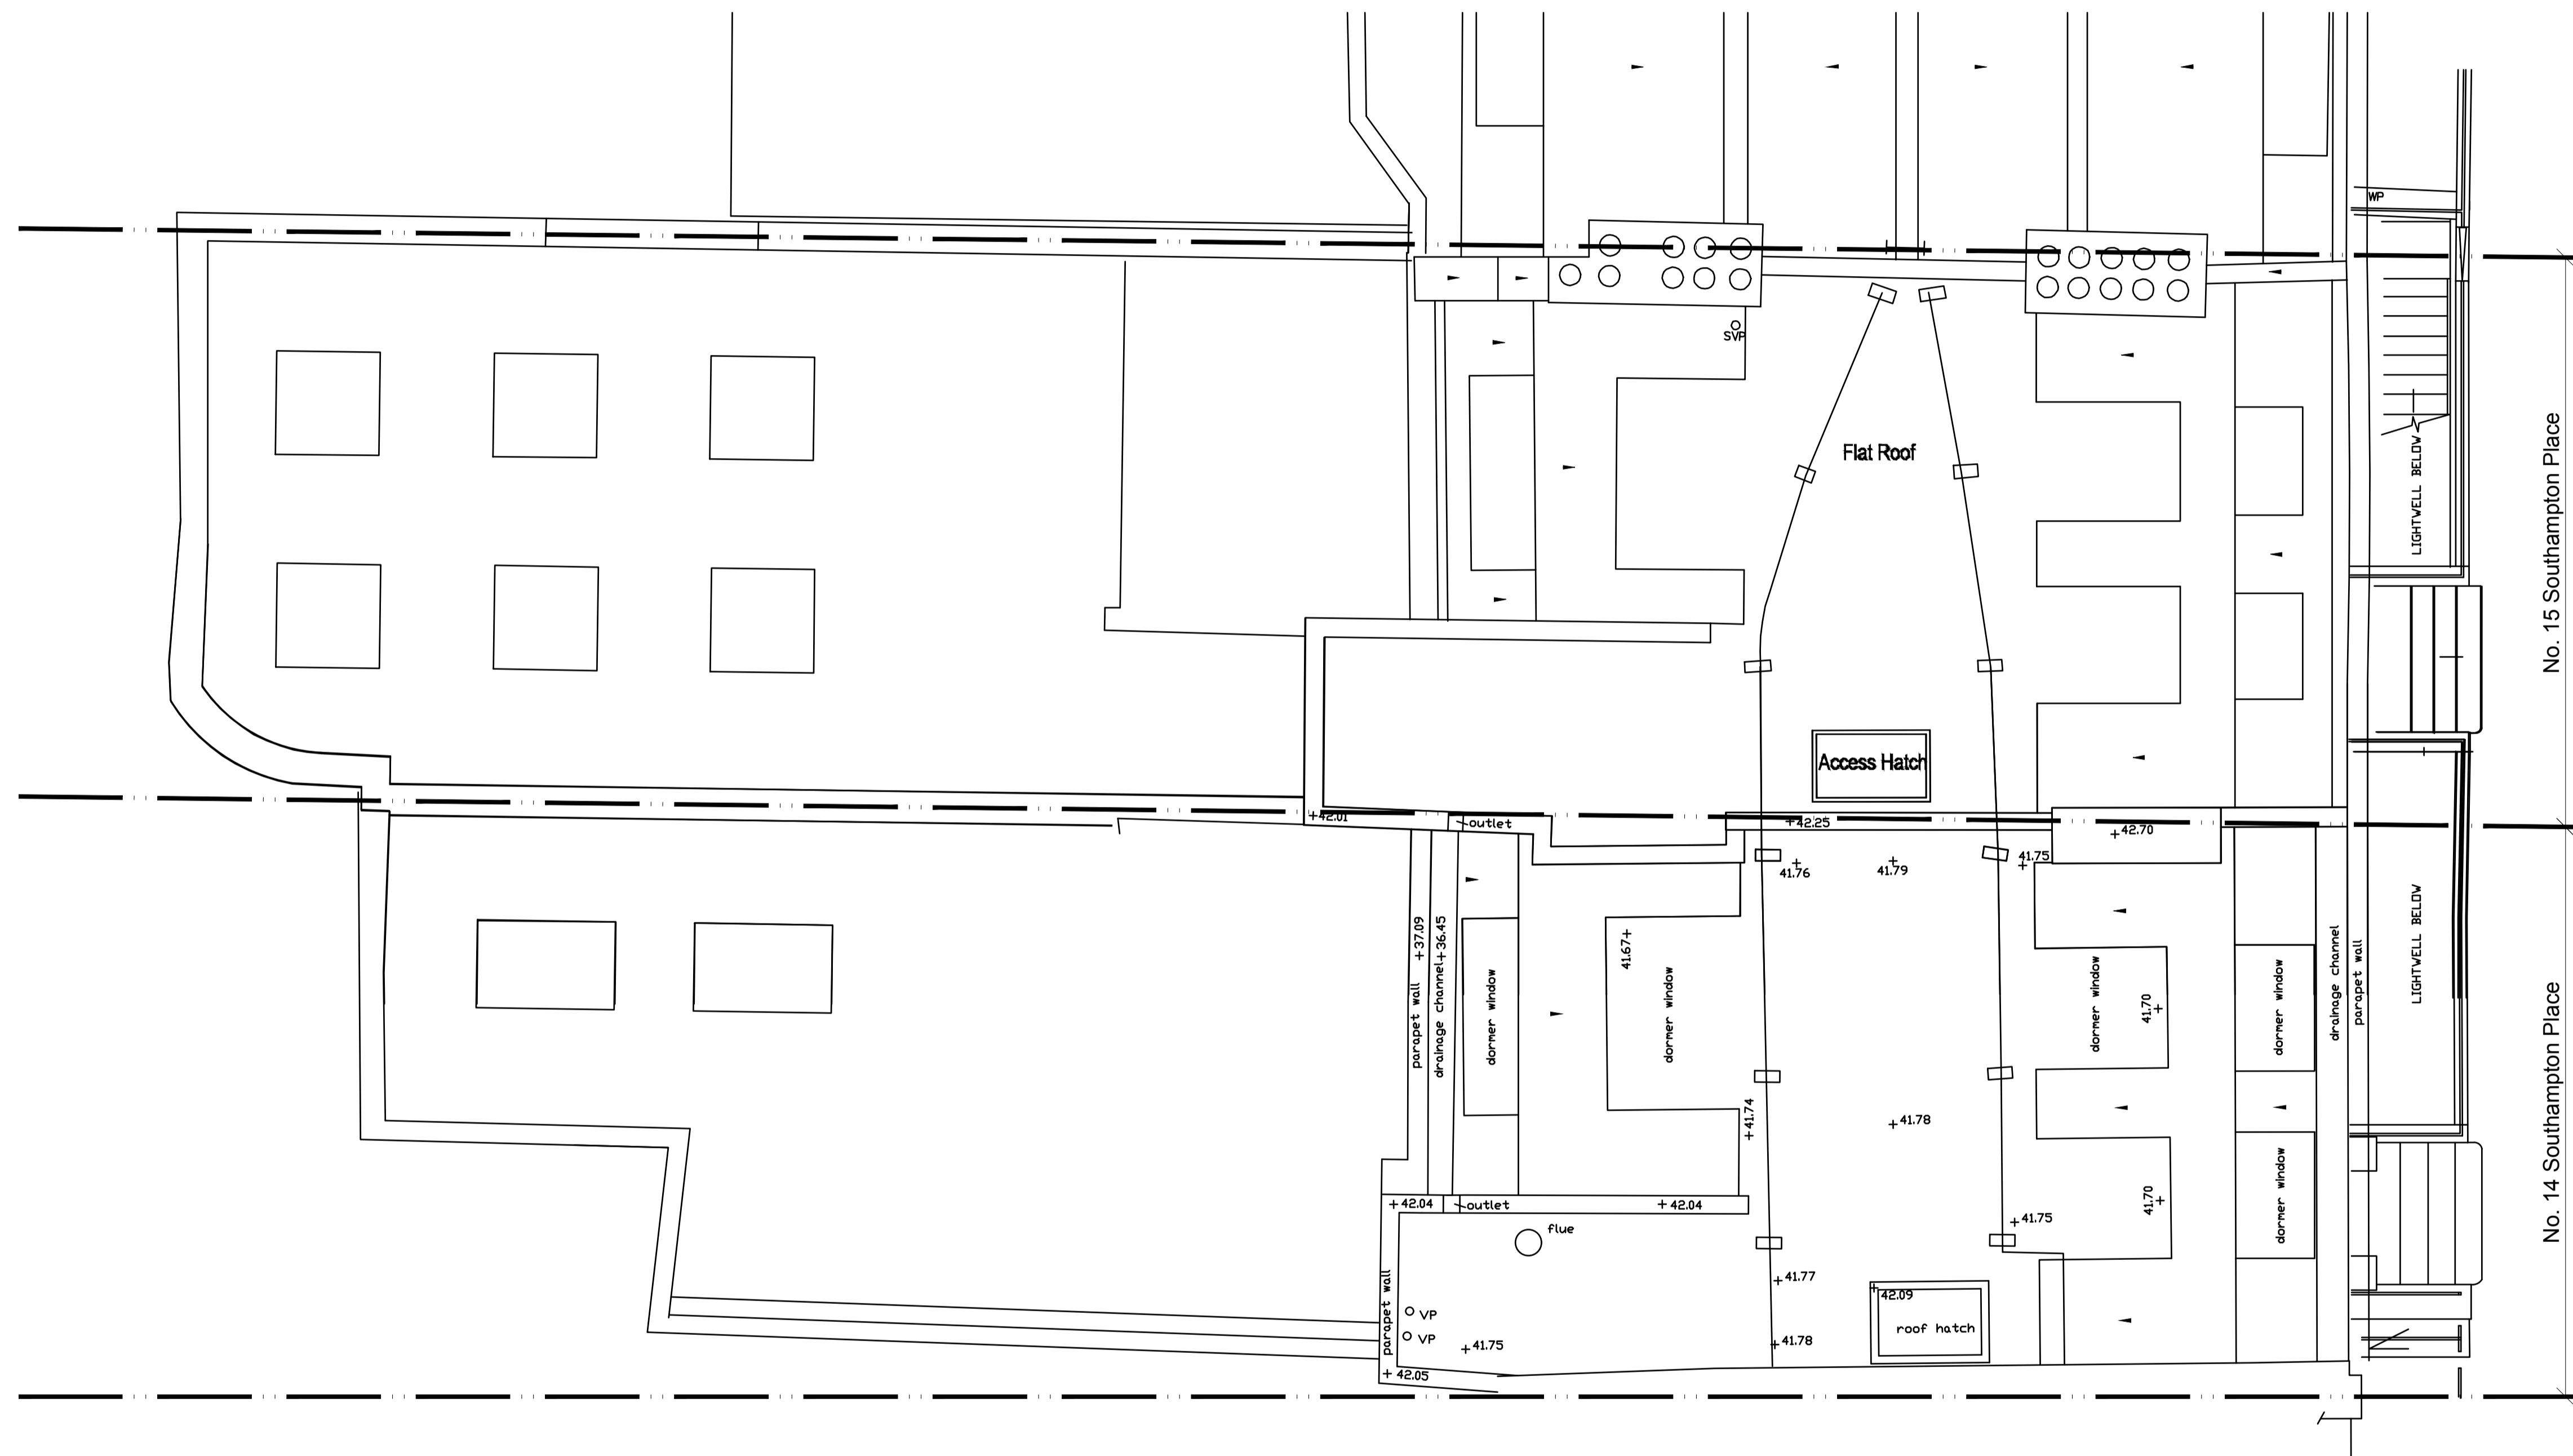 WP
SVP
Flat Roof
LIGHTWELL BELOW
No. 15 Southampton Place
Access Hatch
+42.01
outlet
+42.25
+42.70
41.76
41.79
41.75
parapet wall +37.09
drainage channel+36.45
dormer window
41.67+
dormer window
dormer window
41.70
dormer window
drainage channel
parapet wall
LIGHTWELL BELOW
No. 14 Southampton Place
+41.74
+41.78
+42.04
outlet
+42.04
flue
+41.75
41.70
dormer window
parapet wall
VP
VP
+41.77
42.09
roof hatch
+41.75
+41.78
+42.05